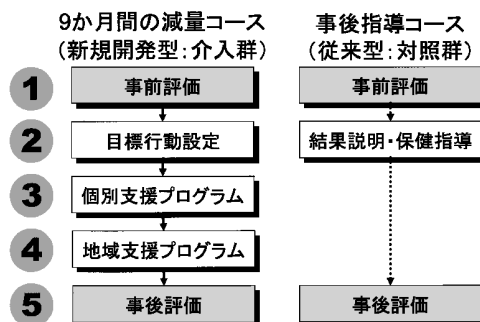 9か月間の減量コース
（新規開発型：介入群）
事後指導コース
（従来型：対照群）
1 事前評価 事前評価
2 目標行動設定 結果説明・保健指導
3 個別支援プログラム
4 地域支援プログラム
5 事後評価 事後評価